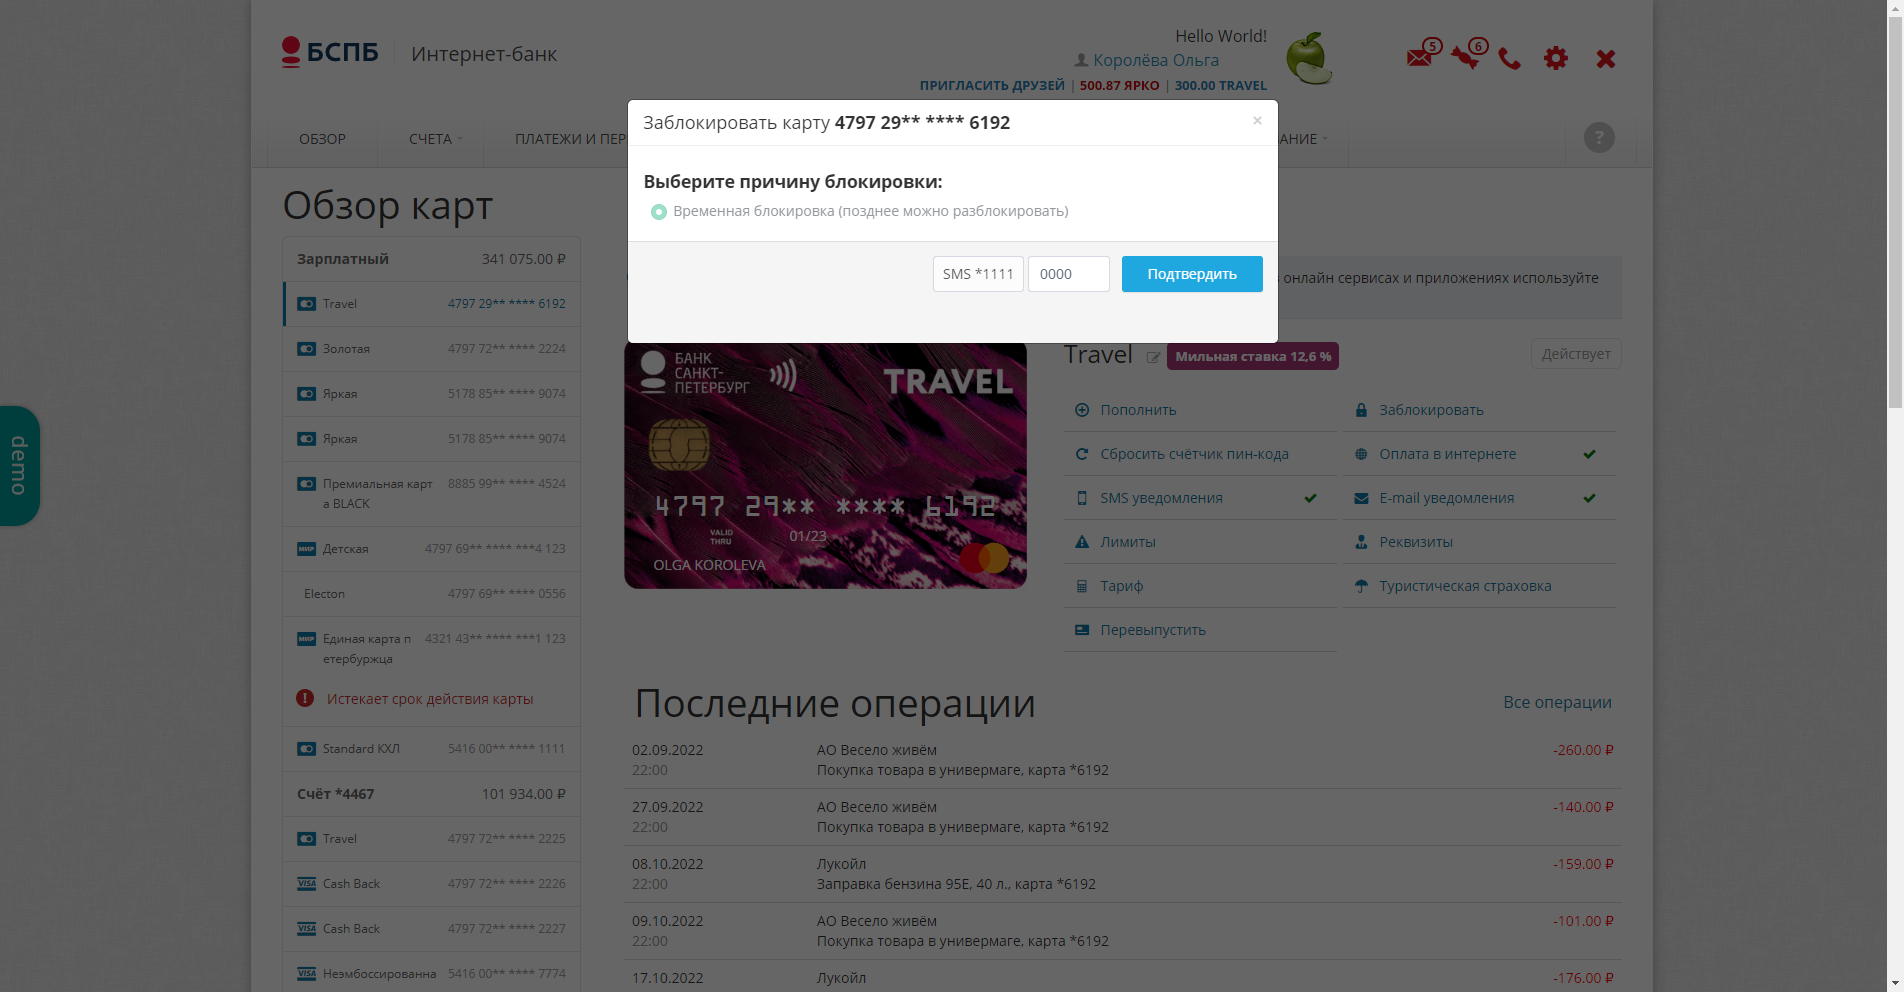 БСПБ
Интернет-банк
Hello World!
Королёва Ольга
ПРИГЛАСИТЬ ДРУЗЕЙ | 500.87 ЯРКО | 300.00 TRAVEL
5
6
ОБЗОР
СЧЕТА
ПЛАТЕЖИ И ПЕР
АНИЕ
?
Заблокировать карту 4797 29** **** 6192
×
Выберите причину блокировки:
Временная блокировка (позднее можно разблокировать)
SMS *1111
0000
Подтвердить
онлайн сервисах и приложениях используйте
demo
Обзор карт
Зарплатный 341 075.00 ₽
Travel 4797 29** **** 6192
Золотая 4797 72** **** 2224
Яркая 5178 85** **** 9074
Яркая 5178 85** **** 9074
Премиальная карт 8885 99** **** 4524
а BLACK
МИР Детская 4797 69** **** ***4 123
Electon 4797 69** **** 0556
МИР Единая карта п 4321 43** **** ***1 123
етербуржца
! Истекает срок действия карты
Standard КХЛ 5416 00** **** 1111
Счёт *4467 101 934.00 ₽
Travel 4797 72** **** 2225
VISA Cash Back 4797 72** **** 2226
VISA Cash Back 4797 72** **** 2227
VISA Неэмбоссированна 5416 00** **** 7774
БАНК
САНКТ-
ПЕТЕРБУРГ
TRAVEL
4797 29** **** 6192
VALID
THRU
01/23
OLGA KOROLEVA
Travel
Мильная ставка 12,6 %
Действует
Пополнить
Заблокировать
Сбросить счётчик пин-кода
Оплата в интернете
SMS уведомления
E-mail уведомления
Лимиты
Реквизиты
Тариф
Туристическая страховка
Перевыпустить
Последние операции
Все операции
02.09.2022 АО Весело живём -260.00 ₽
22:00 Покупка товара в универмаге, карта *6192
27.09.2022 АО Весело живём -140.00 ₽
22:00 Покупка товара в универмаге, карта *6192
08.10.2022 Лукойл -159.00 ₽
22:00 Заправка бензина 95Е, 40 л., карта *6192
09.10.2022 АО Весело живём -101.00 ₽
22:00 Покупка товара в универмаге, карта *6192
17.10.2022 Лукойл -176.00 ₽